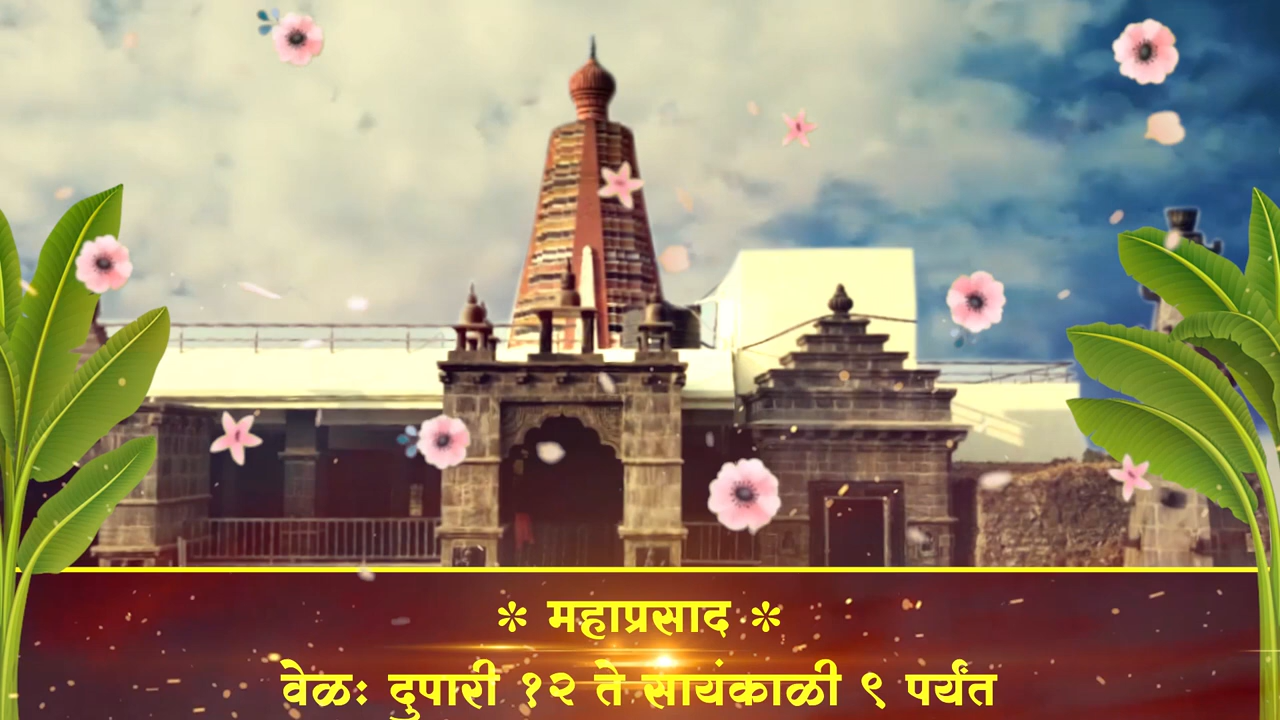 ✼ महाप्रसाद ✼
वेळः दुपारी १२ ते सायंकाळी ९ पर्यंत